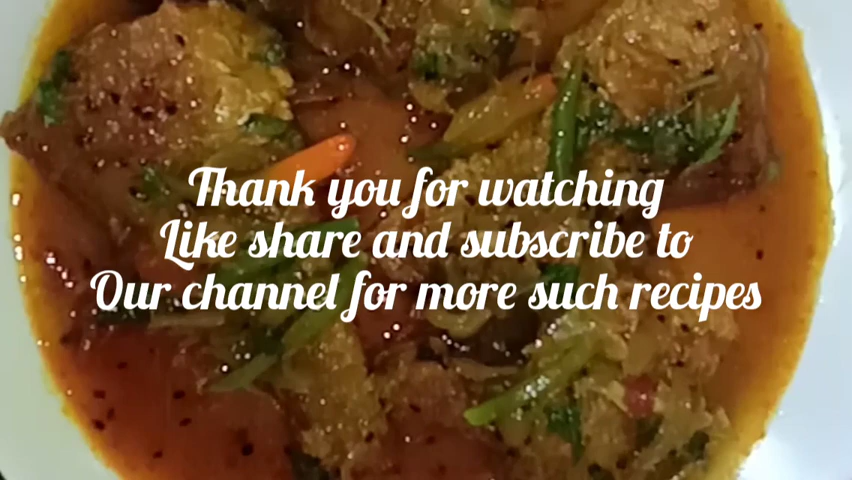 Thank you for watching
Like share and subscribe to
Our channel for more such recipes